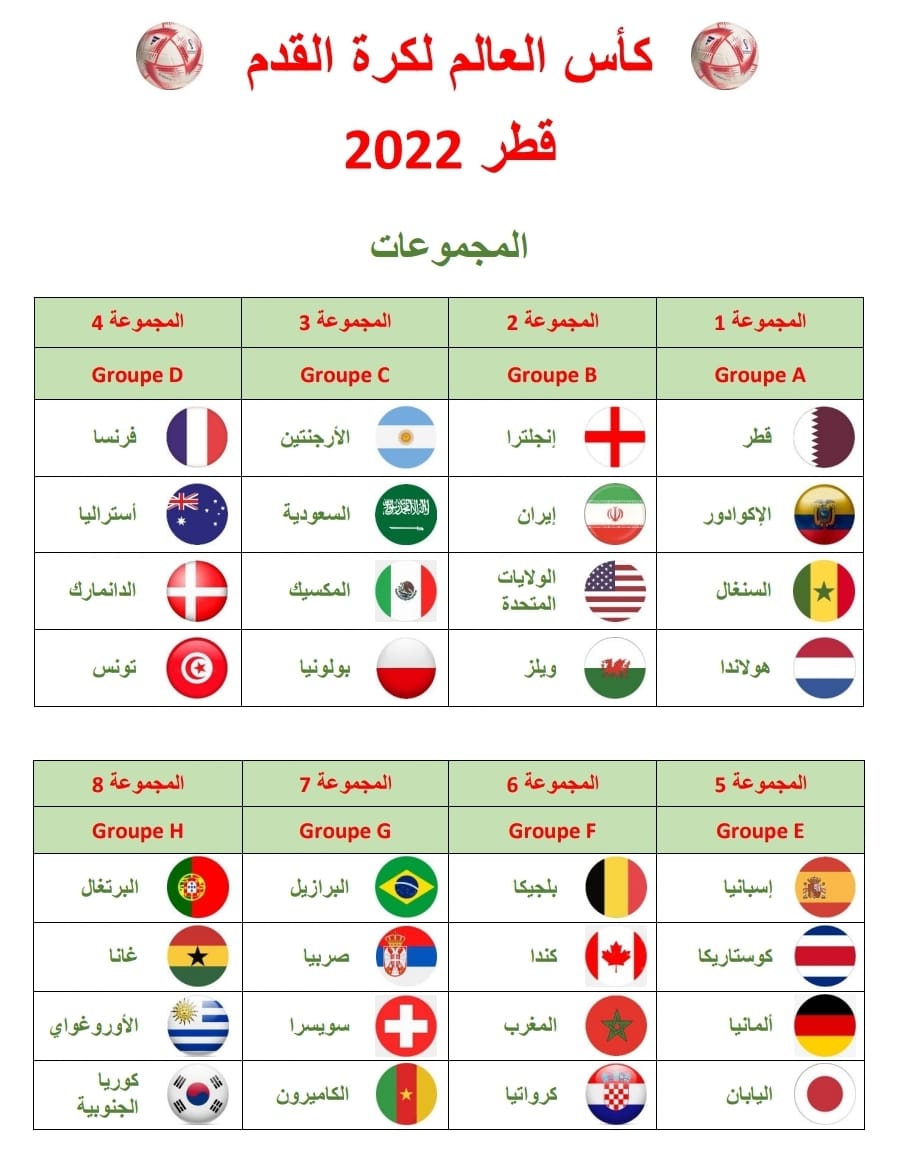 كأس العالم لكرة القدم
قطر 2022
المجموعات
المجموعة 1
المجموعة 2
المجموعة 3
المجموعة 4
Groupe A
Groupe B
Groupe C
Groupe D
قطر
إنجلترا
الأرجنتين
فرنسا
الإكوادور
إيران
السعودية
أستراليا
السنغال
الولايات
المتحدة
المكسيك
الدانمارك
هولاندا
ويلز
بولونيا
تونس
المجموعة 5
المجموعة 6
المجموعة 7
المجموعة 8
Groupe E
Groupe F
Groupe G
Groupe H
إسبانيا
بلجيكا
البرازيل
البرتغال
كوستاريكا
كندا
صربيا
غانا
ألمانيا
المغرب
سويسرا
الأوروغواي
اليابان
كرواتيا
الكاميرون
كوريا
الجنوبية